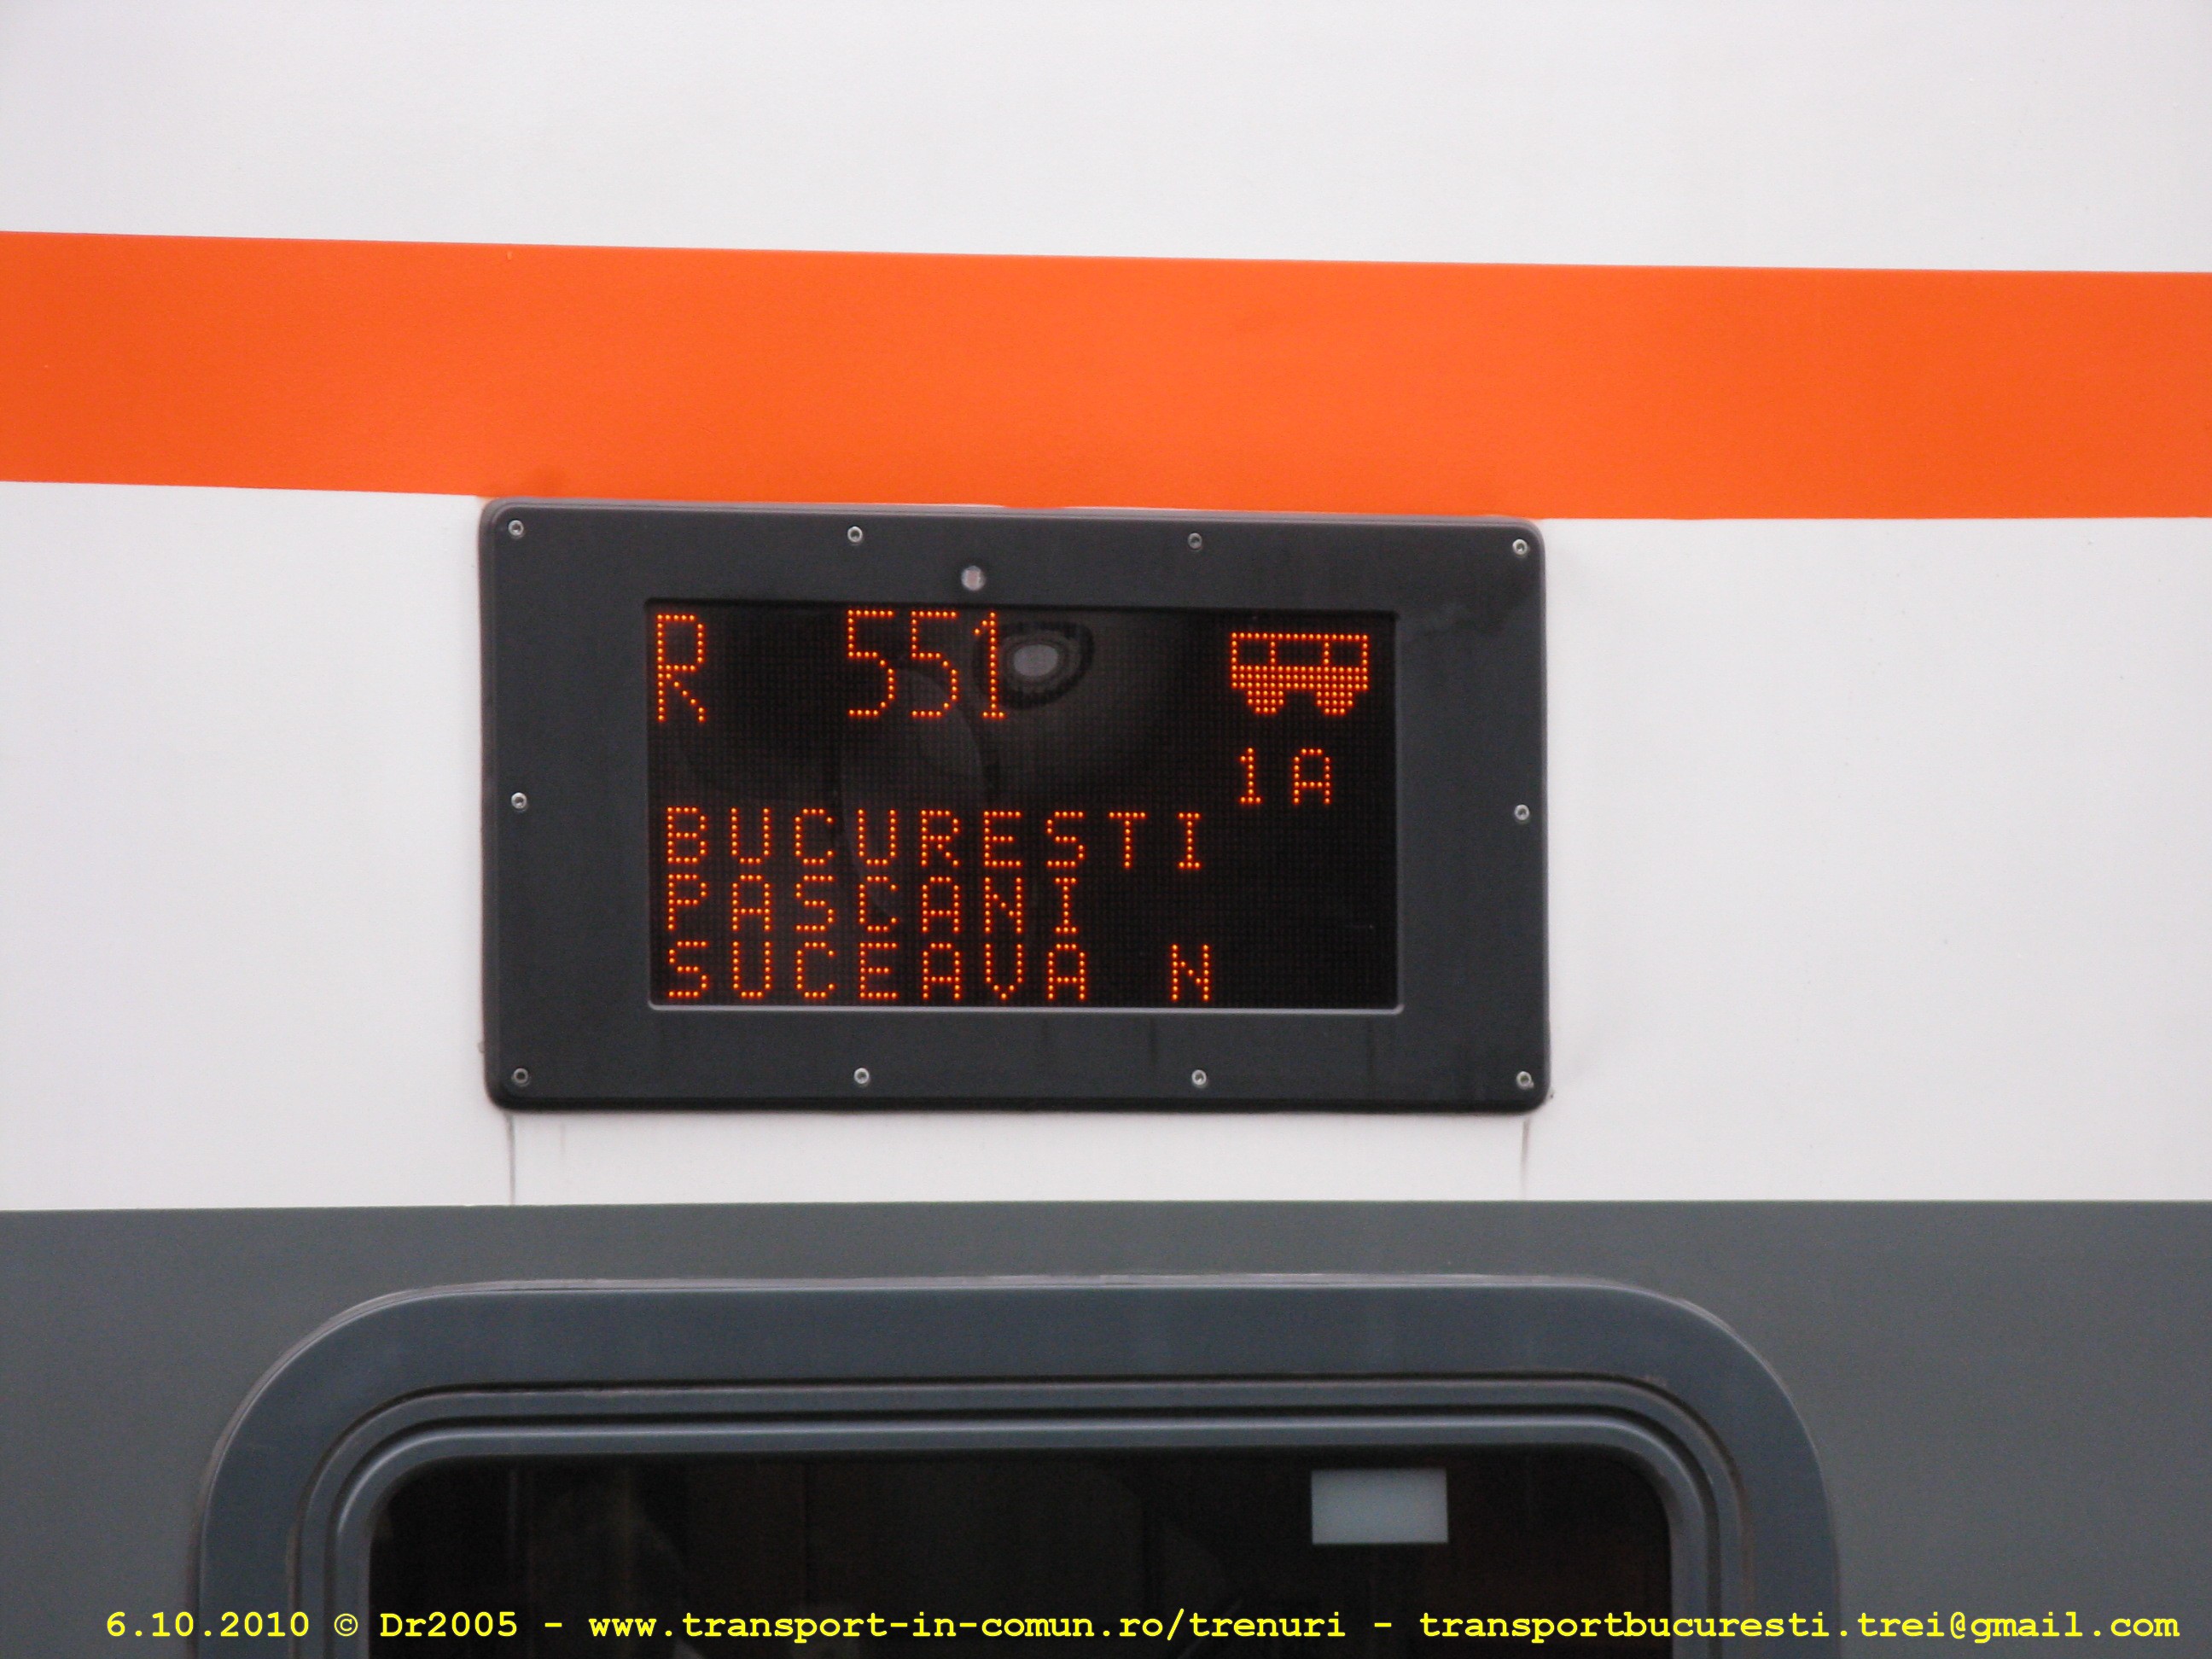 R 551
1A
BUCURESTI
PASCANI
SUCEAVA N
6.10.2010 © Dr2005 - www.transport-in-comun.ro/trenuri - transportbucuresti.trei@gmail.com